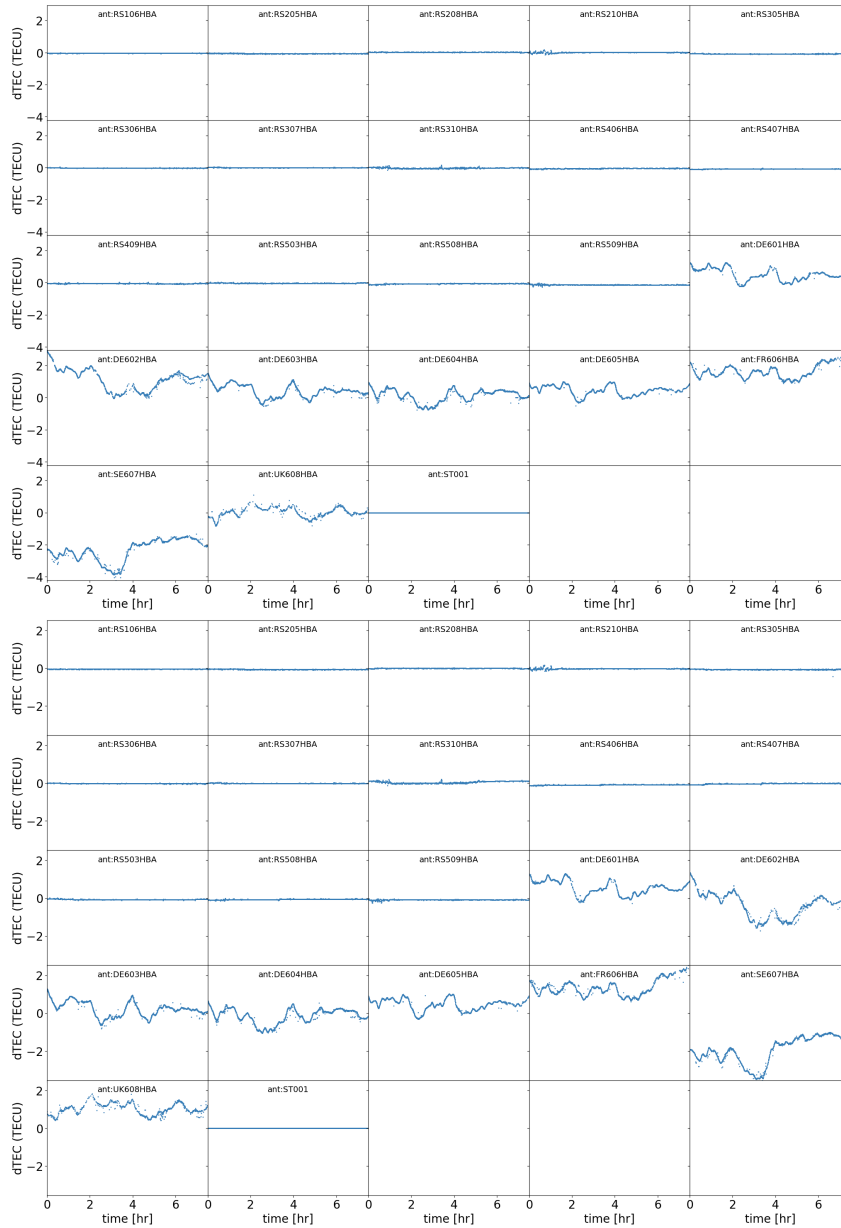 ant:RS106HBA ant:RS205HBA ant:RS208HBA ant:RS210HBA ant:RS305HBA
2
0
−2
−4
dTEC (TECU)
ant:RS306HBA ant:RS307HBA ant:RS310HBA ant:RS406HBA ant:RS407HBA
2
0
−2
−4
dTEC (TECU)
ant:RS409HBA ant:RS503HBA ant:RS508HBA ant:RS509HBA ant:DE601HBA
2
0
−2
−4
dTEC (TECU)
ant:DE602HBA ant:DE603HBA ant:DE604HBA ant:DE605HBA ant:FR606HBA
2
0
−2
−4
dTEC (TECU)
ant:SE607HBA ant:UK608HBA ant:ST001
2
0
−2
−4
dTEC (TECU)
0 2 4 6 0 2 4 6 0 2 4 6 0 2 4 6 0 2 4 6
time [hr] time [hr] time [hr] time [hr] time [hr]
ant:RS106HBA ant:RS205HBA ant:RS208HBA ant:RS210HBA ant:RS305HBA
2
0
−2
dTEC (TECU)
ant:RS306HBA ant:RS307HBA ant:RS310HBA ant:RS406HBA ant:RS407HBA
2
0
−2
dTEC (TECU)
ant:RS503HBA ant:RS508HBA ant:RS509HBA ant:DE601HBA ant:DE602HBA
2
0
−2
dTEC (TECU)
ant:DE603HBA ant:DE604HBA ant:DE605HBA ant:FR606HBA ant:SE607HBA
2
0
−2
dTEC (TECU)
ant:UK608HBA ant:ST001
2
0
−2
dTEC (TECU)
0 2 4 6 0 2 4 6 0 2 4 6 0 2 4 6 0 2 4 6
time [hr] time [hr] time [hr] time [hr] time [hr]